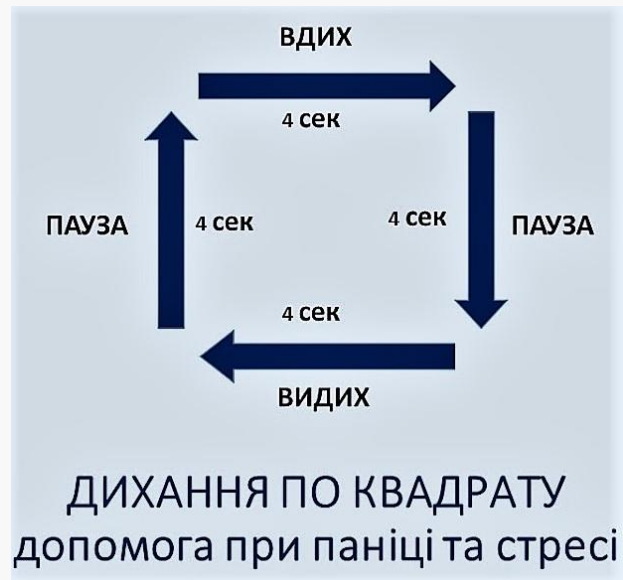 ВДИХ
4 сек
ПАУЗА
4 сек
4 сек
ПАУЗА
4 сек
ВИДИХ
ДИХАННЯ ПО КВАДРАТУ
допомога при паніці та стресі